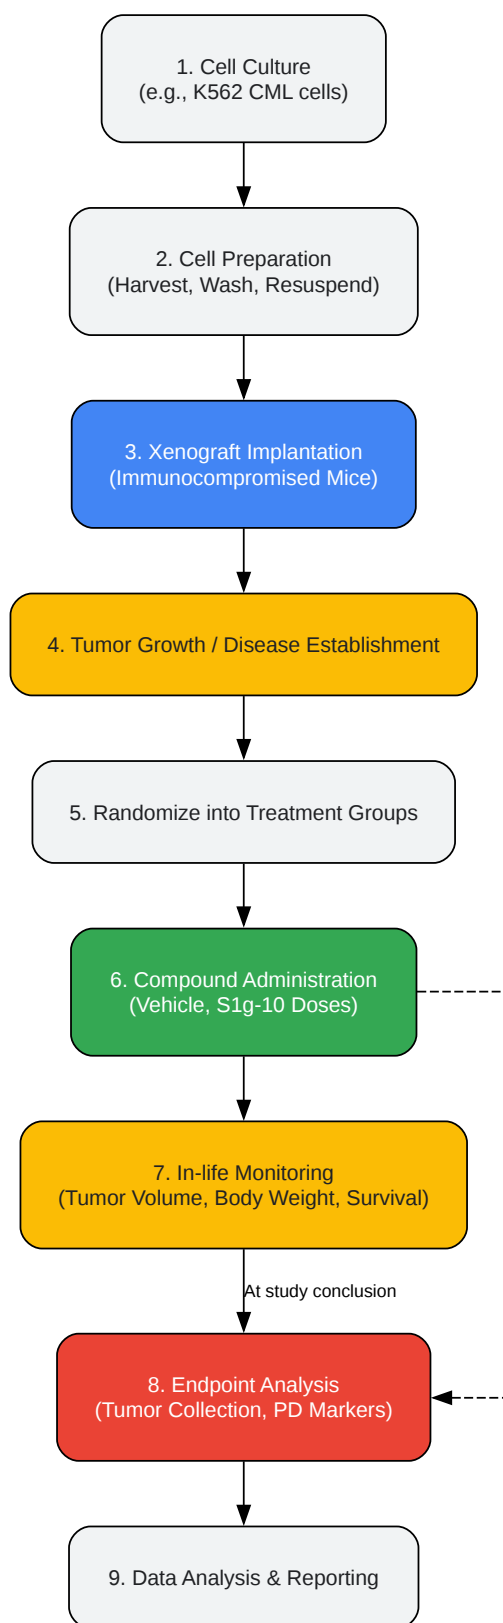 1. Cell Culture
(e.g., K562 CML cells)
2. Cell Preparation
(Harvest, Wash, Resuspend)
3. Xenograft Implantation
(Immunocompromised Mice)
4. Tumor Growth / Disease Establishment
5. Randomize into Treatment Groups
6. Compound Administration
(Vehicle, S1g-10 Doses)
7. In-life Monitoring
(Tumor Volume, Body Weight, Survival)
At study conclusion
8. Endpoint Analysis
(Tumor Collection, PD Markers)
9. Data Analysis & Reporting